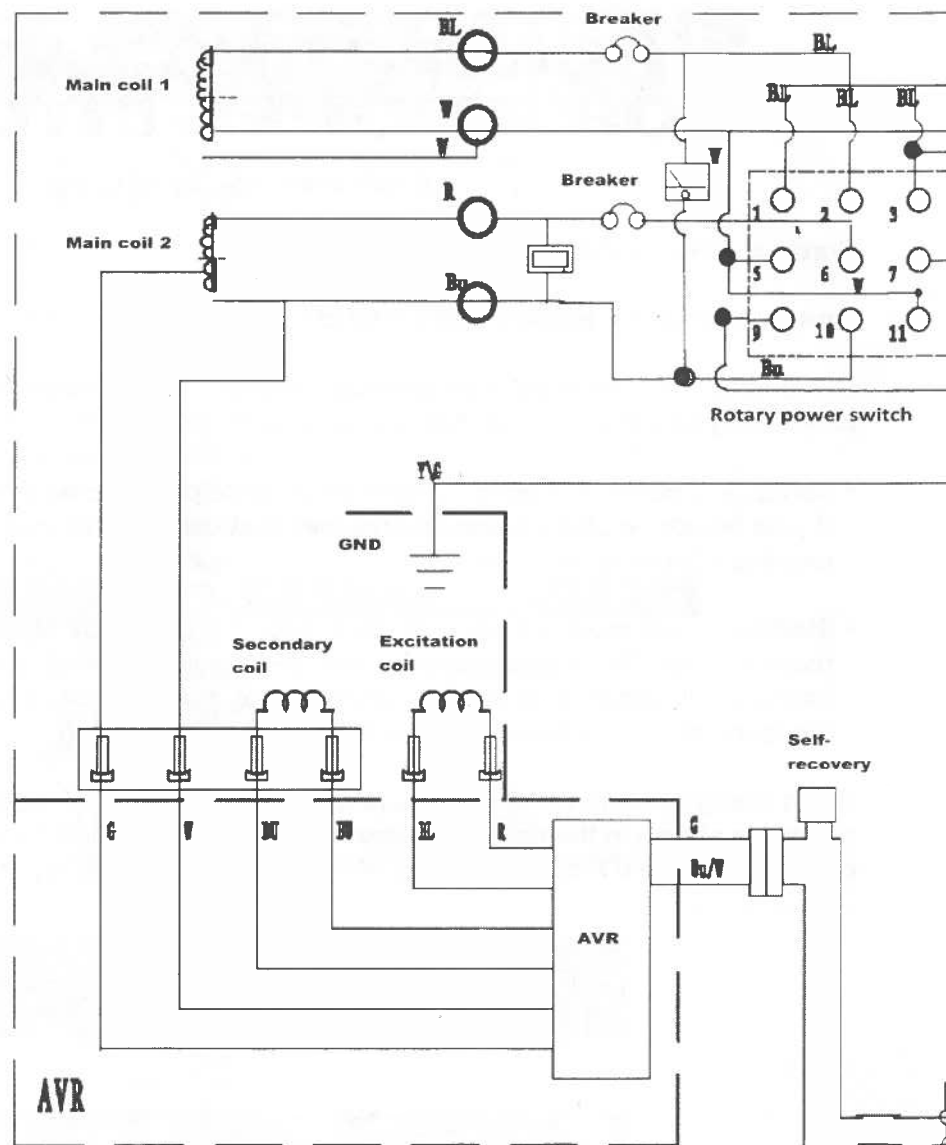 BL
Breaker
BL
Main coil 1
BL
BL
BL
W
W
W
R
Breaker
1
2
3
Main coil 2
5
6
7
Bu
W
9
10
11
Bu
Rotary power switch
Y\G
GND
Secondary
coil
Excitation
coil
Self-
recovery
G
W
BU
BU
BL
R
G
Bu/W
AVR
AVR